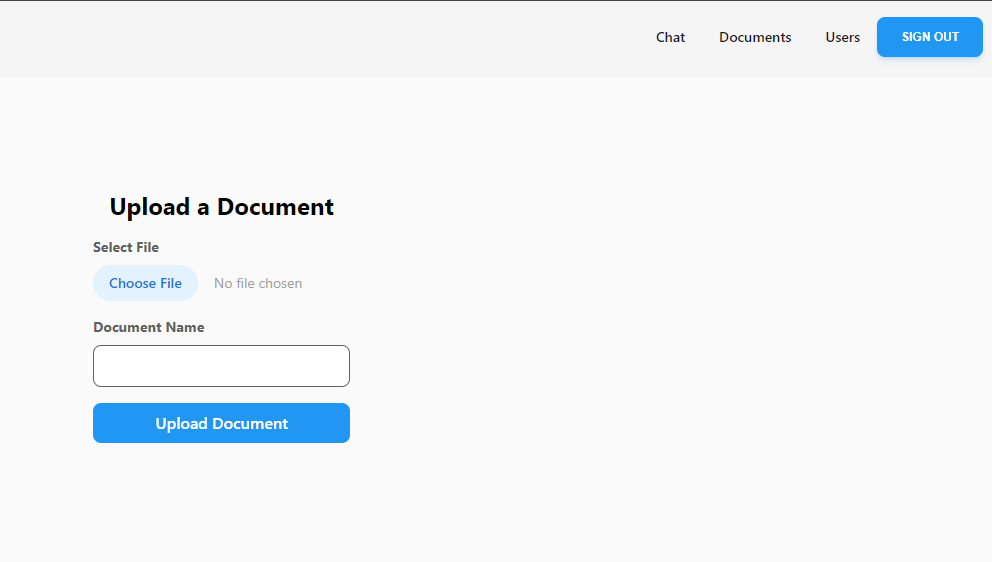 Chat Documents Users SIGN OUT
Upload a Document
Select File
Choose File No file chosen
Document Name
Upload Document